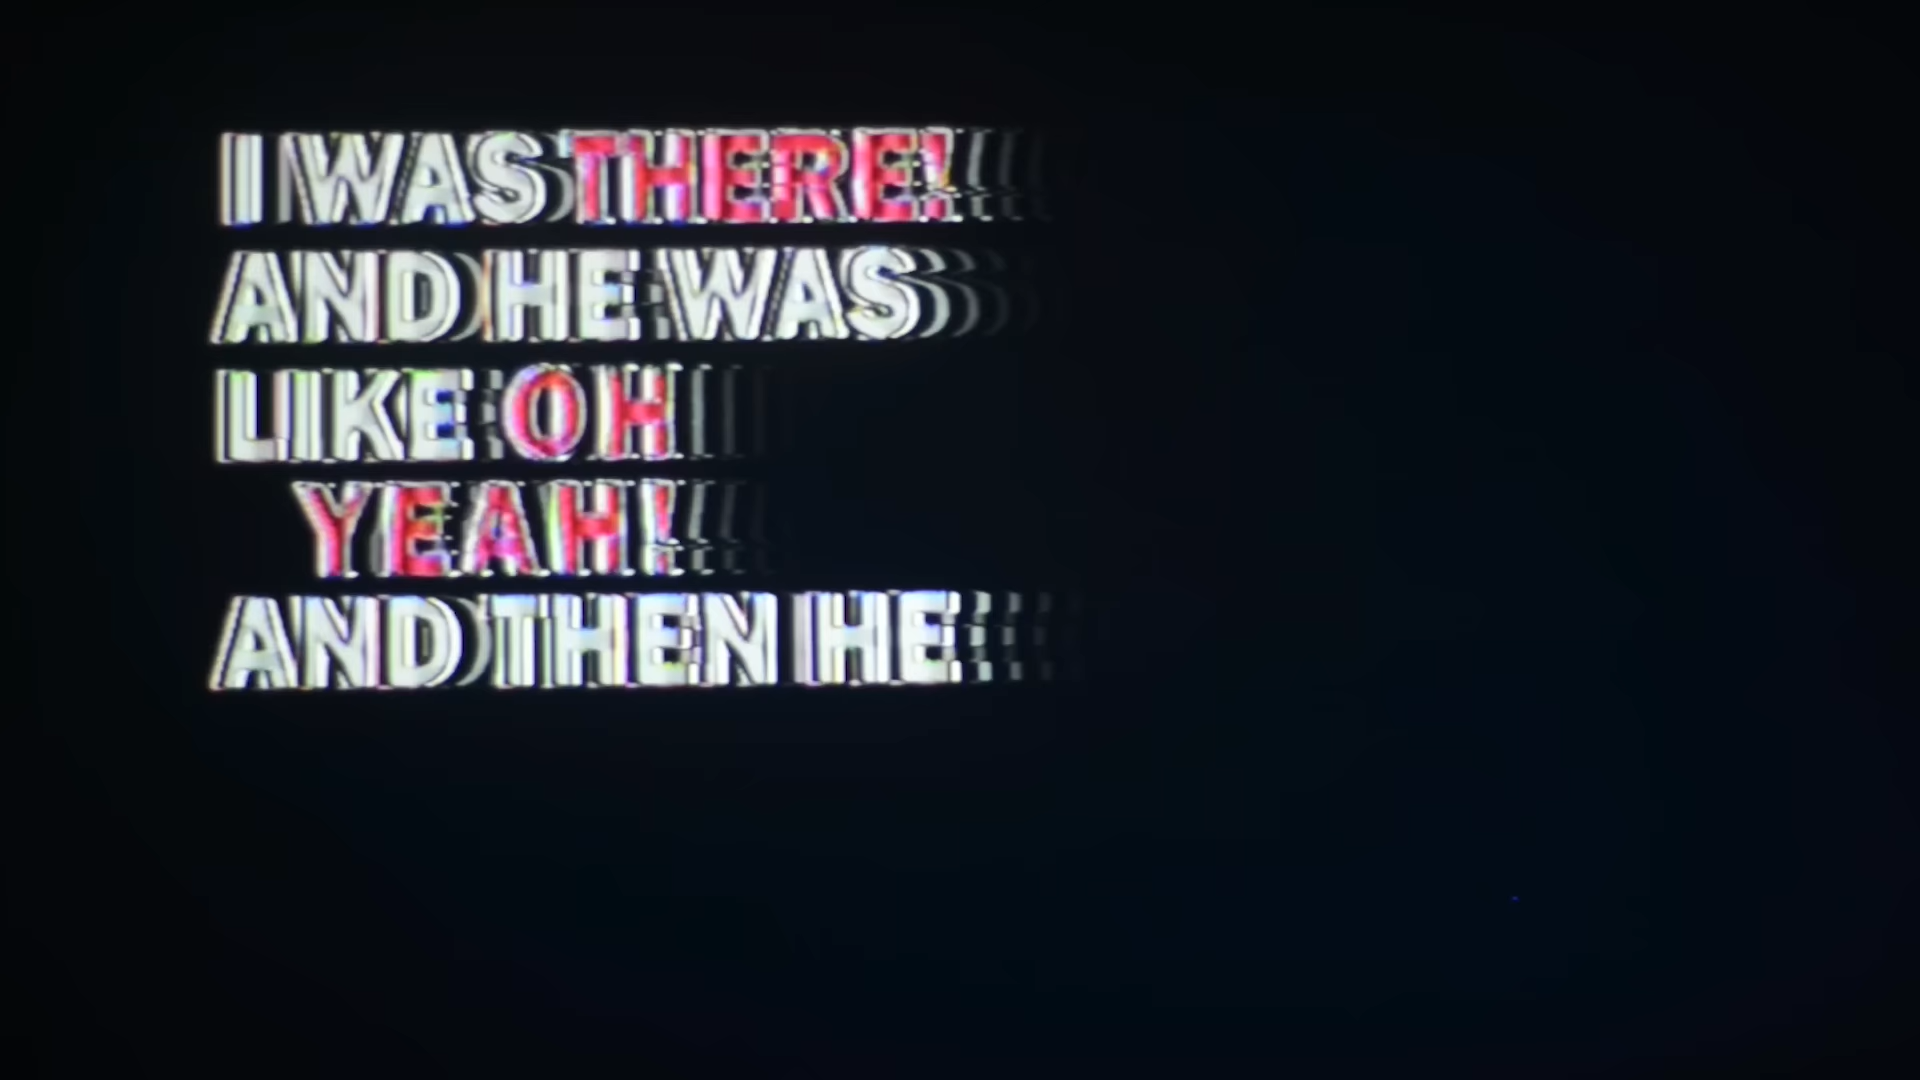 I WAS THERE!
AND HE WAS
LIKE OH
YEAH!
AND THEN HE